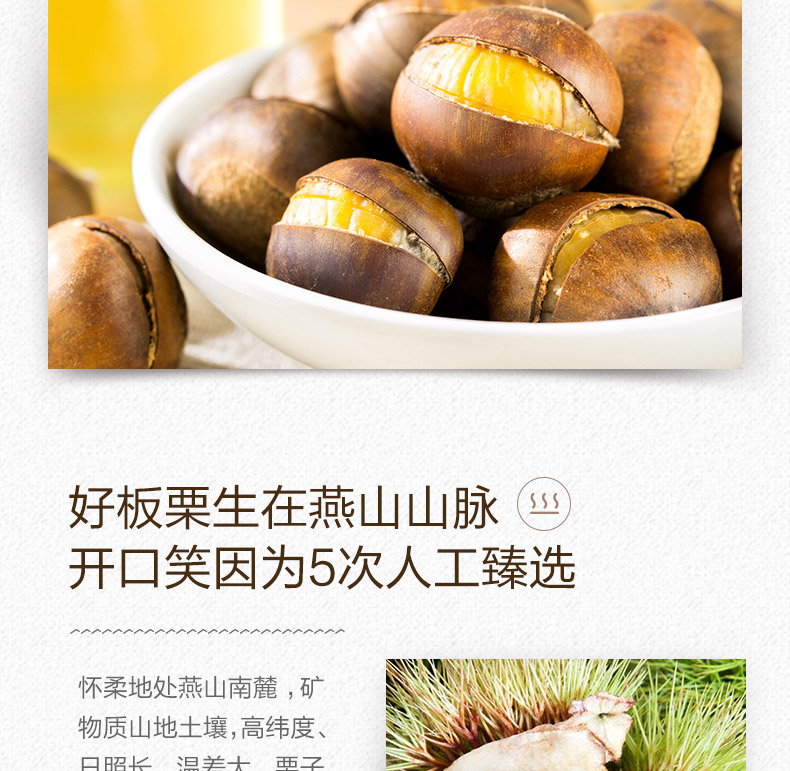 好板栗生在燕山山脉
开口笑因为5次人工臻选
怀柔地处燕山南麓，矿
物质山地土壤,高纬度、
日照长、温差大、栗子